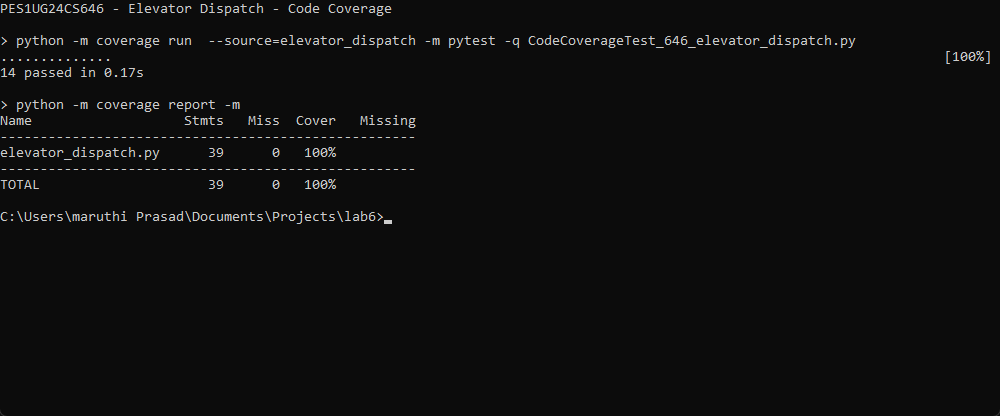 PES1UG24CS646 - Elevator Dispatch - Code Coverage
> python -m coverage run  --source=elevator_dispatch -m pytest -q CodeCoverageTest_646_elevator_dispatch.py
..............                                                                                                         [100%]
14 passed in 0.17s
> python -m coverage report -m
Name                   Stmts   Miss  Cover   Missing
----------------------------------------------------
elevator_dispatch.py      39      0   100%
----------------------------------------------------
TOTAL                     39      0   100%
C:\Users\maruthi Prasad\Documents\Projects\lab6>